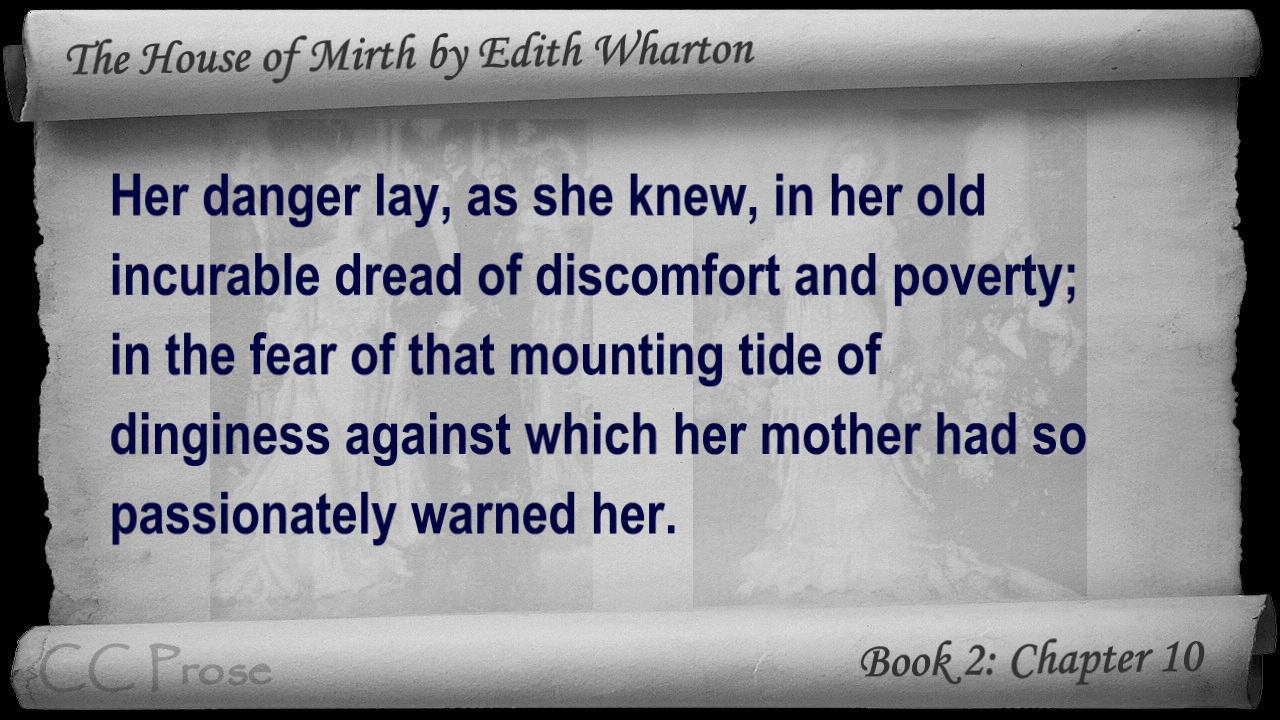 The House of Mirth by Edith Wharton
Her danger lay, as she knew, in her old
incurable dread of discomfort and poverty;
in the fear of that mounting tide of
dinginess against which her mother had so
passionately warned her.
CC Prose
Book 2: Chapter 10